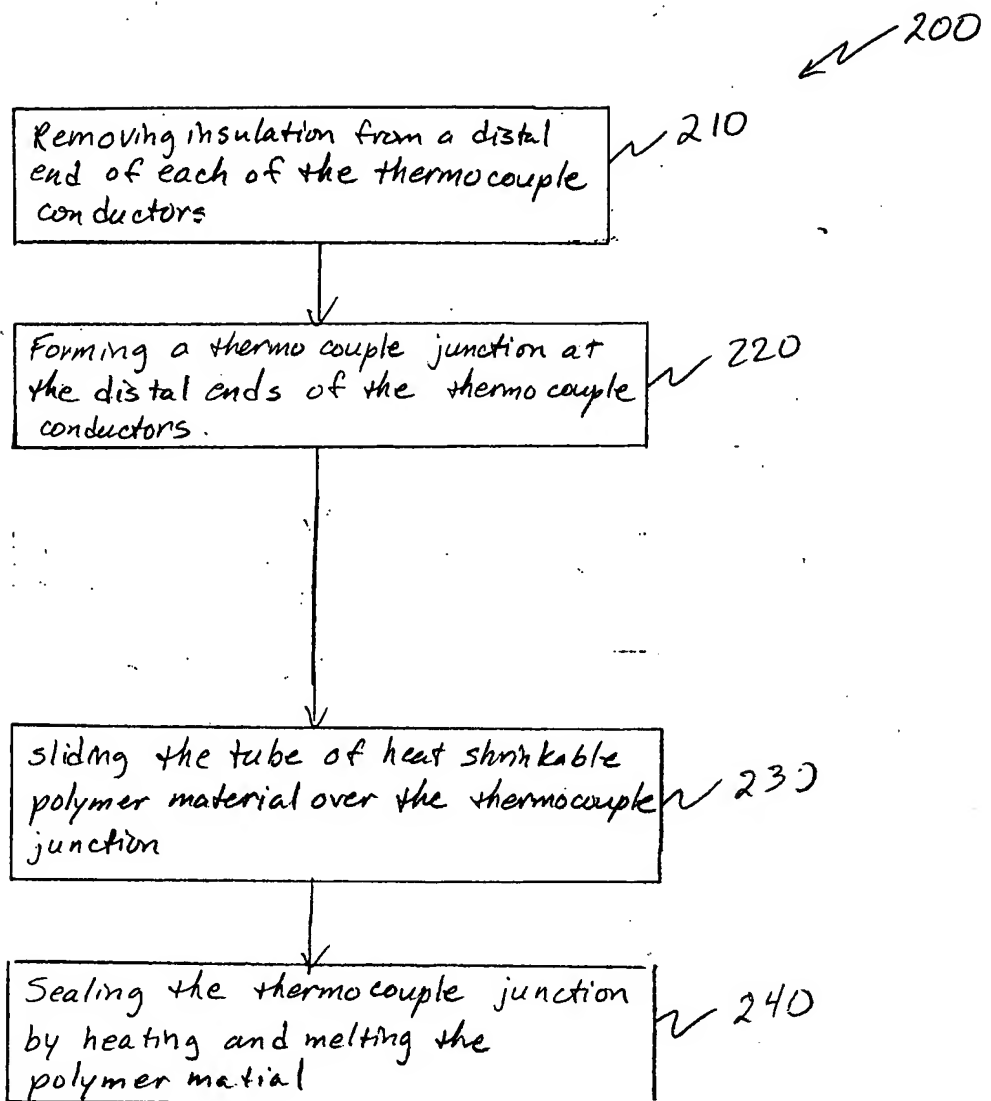 200
Removing insulation from a distal
end of each of the thermocouple
conductors
210
Forming a thermo couple junction at
the distal ends of the thermo couple
conductors.
220
sliding the tube of heat shrinkable
polymer material over the thermocouple
junction
230
Sealing the thermocouple junction
by heating and melting the
polymer matial
240